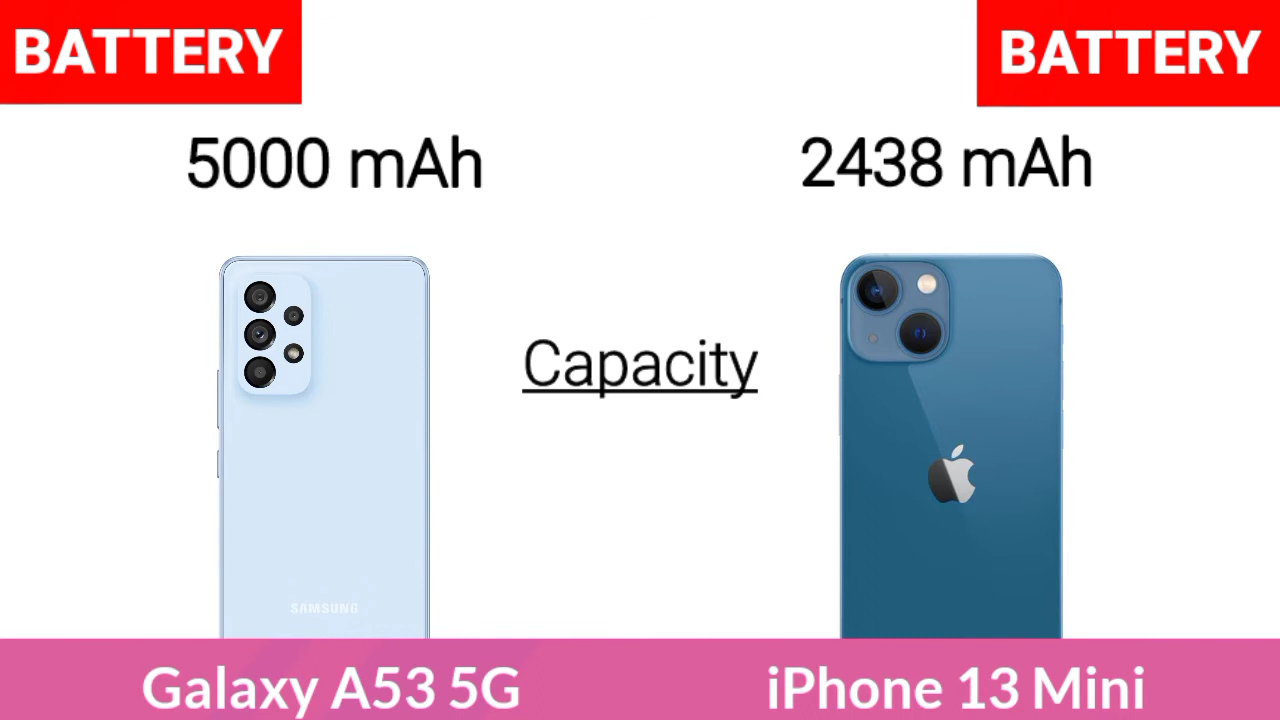 BATTERY
BATTERY
5000 mAh
2438 mAh
Capacity
SAMSUNG
Galaxy A53 5G
iPhone 13 Mini